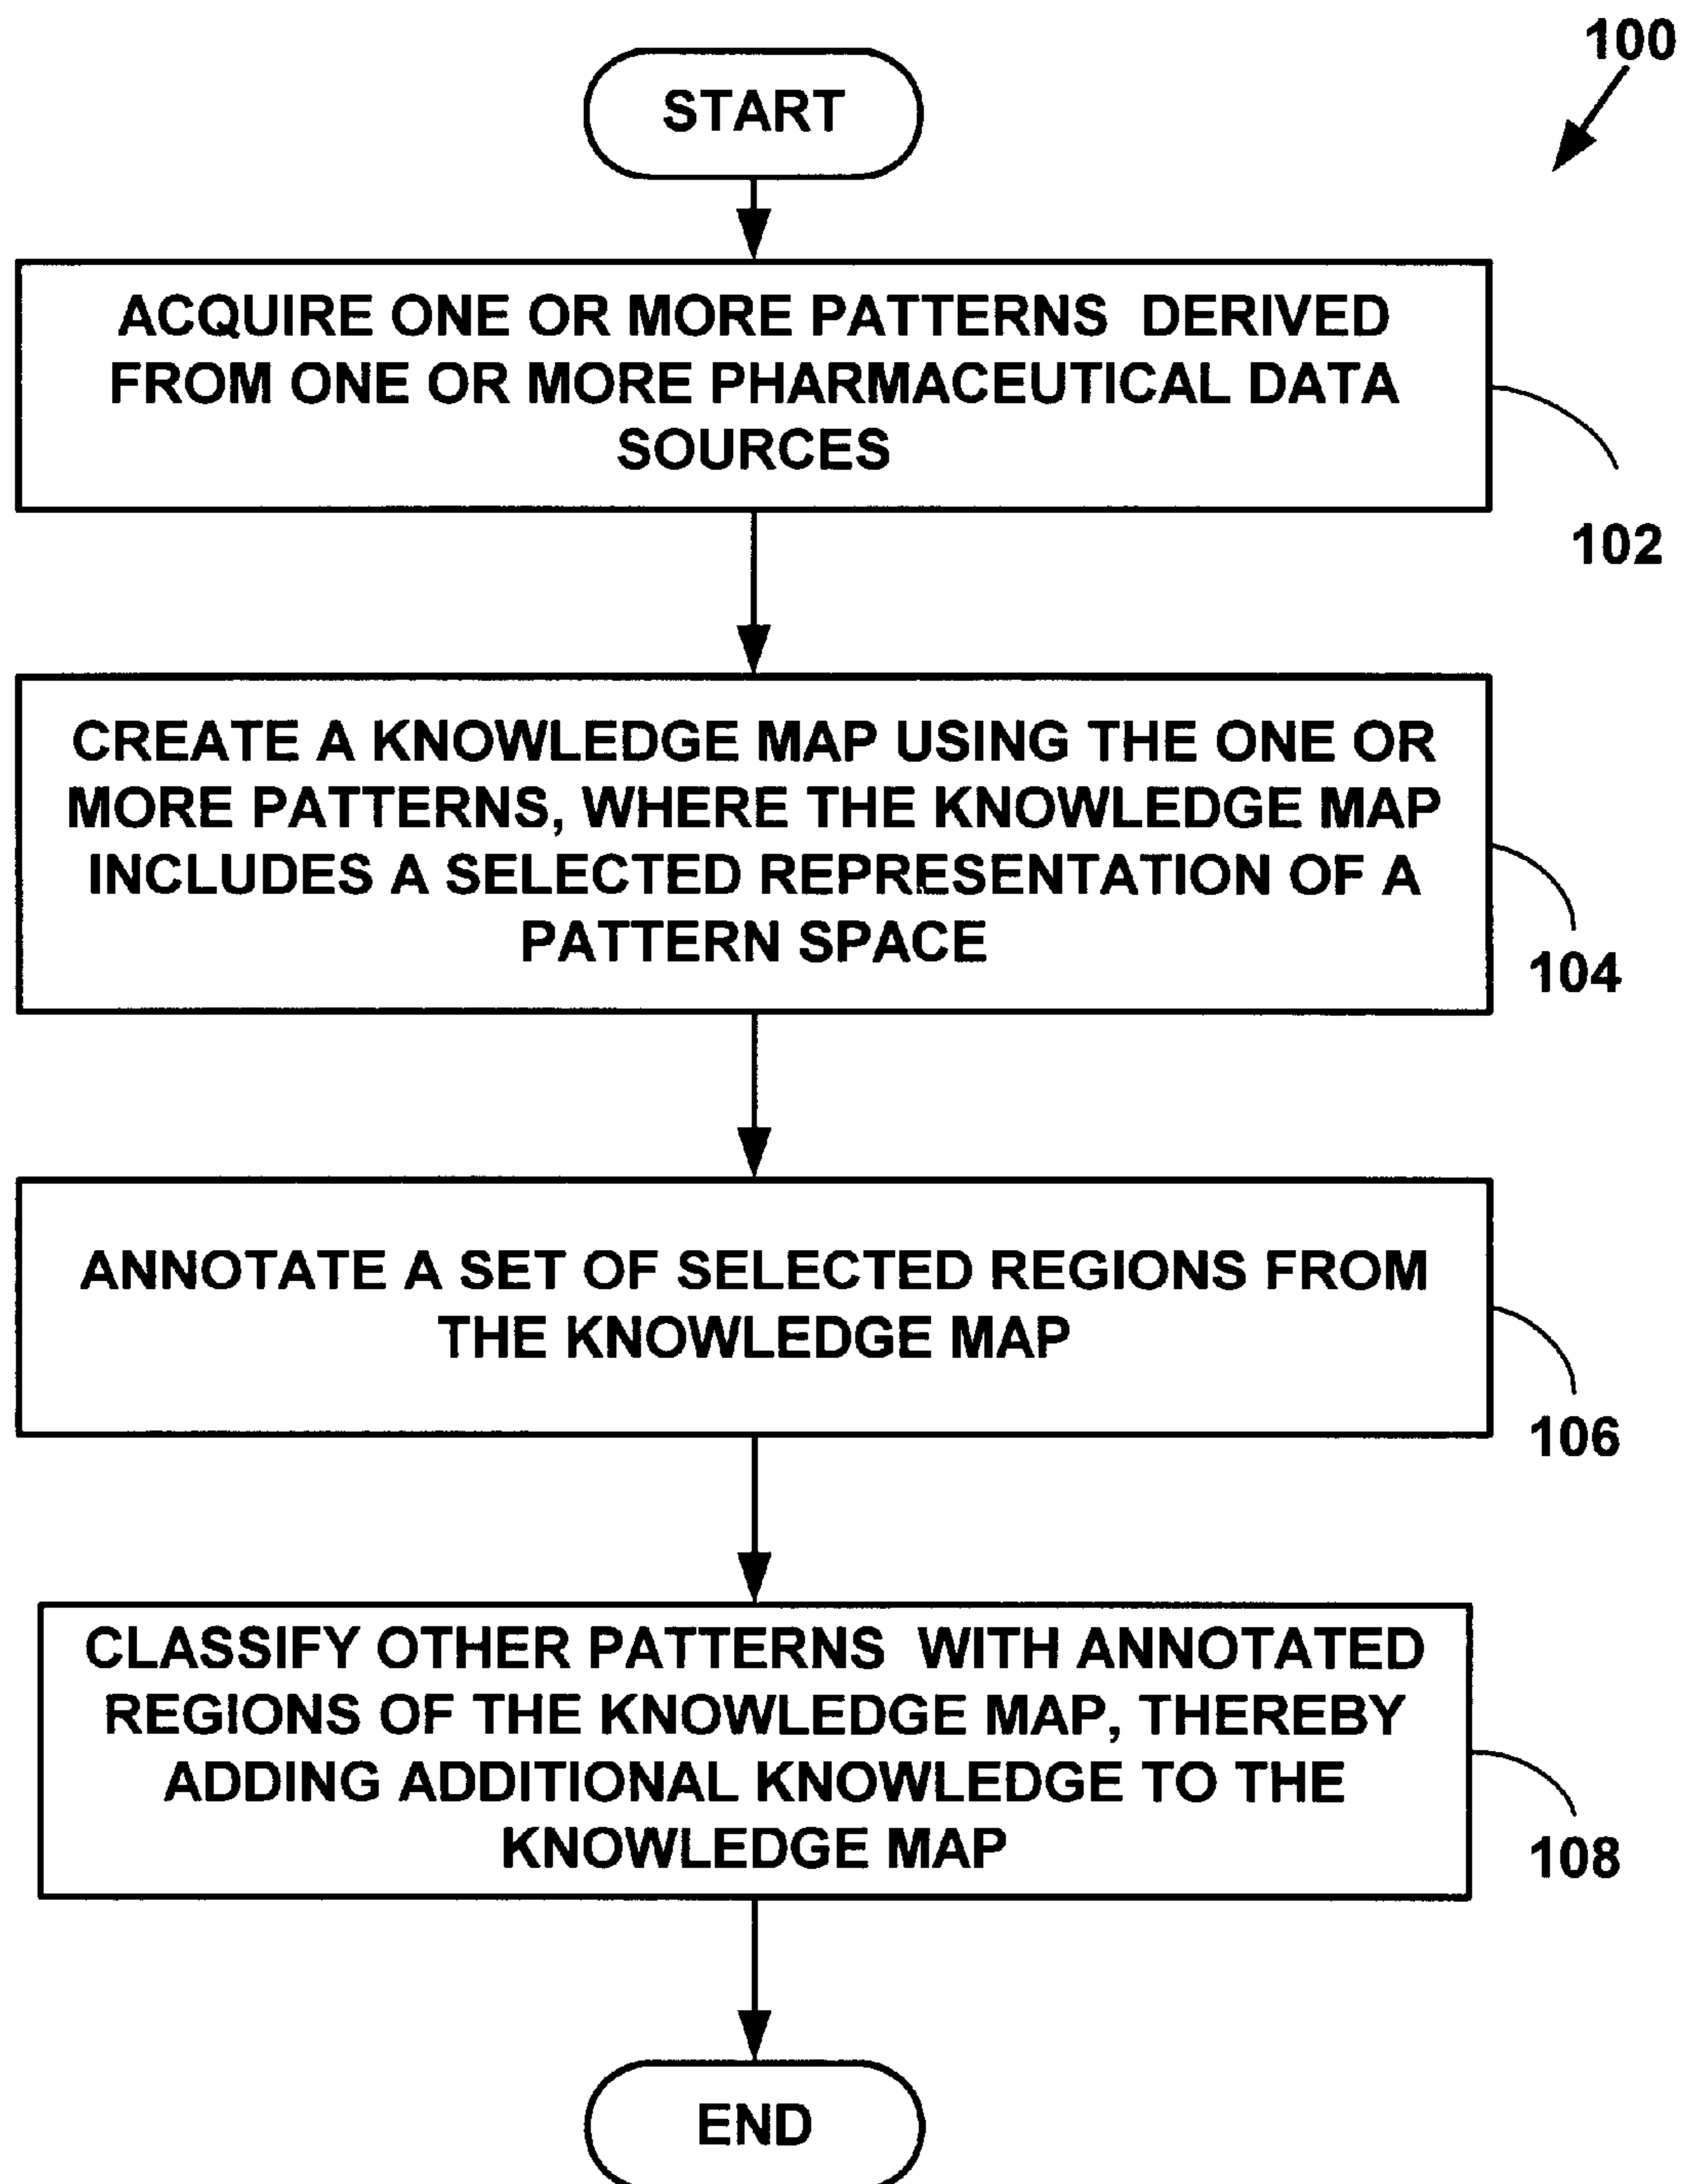 100
START
ACQUIRE ONE OR MORE PATTERNS DERIVED
FROM ONE OR MORE PHARMACEUTICAL DATA
SOURCES
102
CREATE A KNOWLEDGE MAP USING THE ONE OR
MORE PATTERNS, WHERE THE KNOWLEDGE MAP
INCLUDES A SELECTED REPRESENTATION OF A
PATTERN SPACE
104
ANNOTATE A SET OF SELECTED REGIONS FROM
THE KNOWLEDGE MAP
106
CLASSIFY OTHER PATTERNS WITH ANNOTATED
REGIONS OF THE KNOWLEDGE MAP, THEREBY
ADDING ADDITIONAL KNOWLEDGE TO THE
KNOWLEDGE MAP
108
END